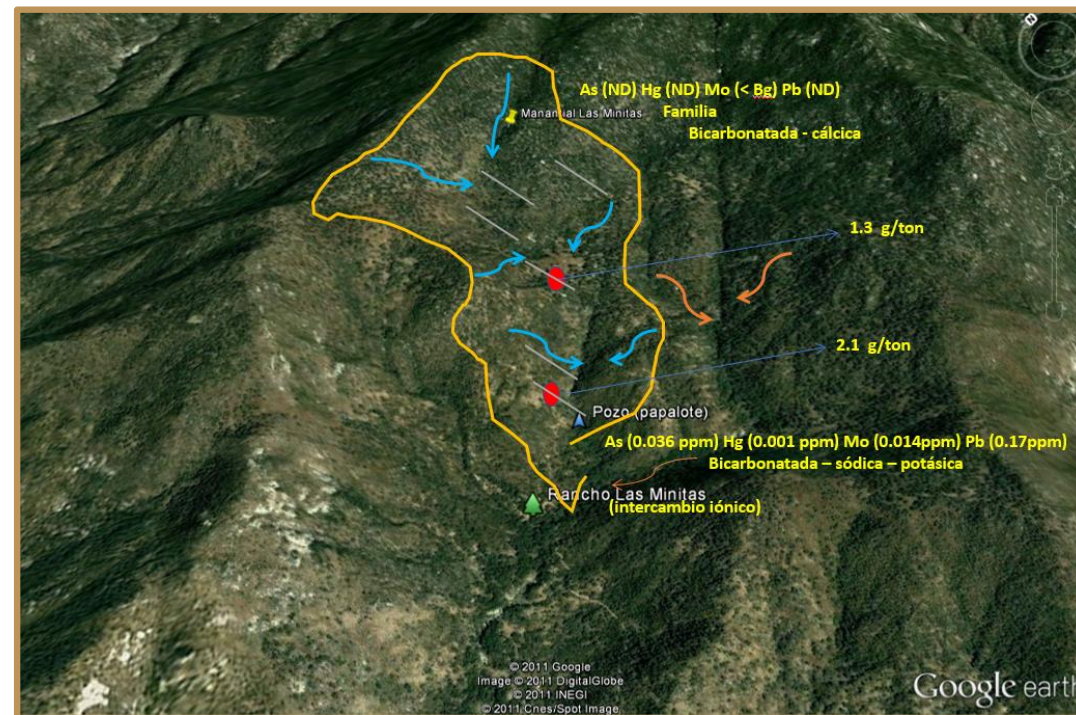 As (ND) Hg (ND) Mo (< Bg) Pb (ND)
Manantial Las Minitas
Familia
Bicarbonatada - cálcica
1.3 g/ton
2.1 g/ton
Pozo (papalote)
As (0.036 ppm) Hg (0.001 ppm) Mo (0.014ppm) Pb (0.17ppm)
Bicarbonatada – sódica – potásica
Rancho Las Minitas
(intercambio iónico)
© 2011 Google
Image © 2011 DigitalGlobe
© 2011 INEGI
© 2011 Cnes/Spot Image
Google earth